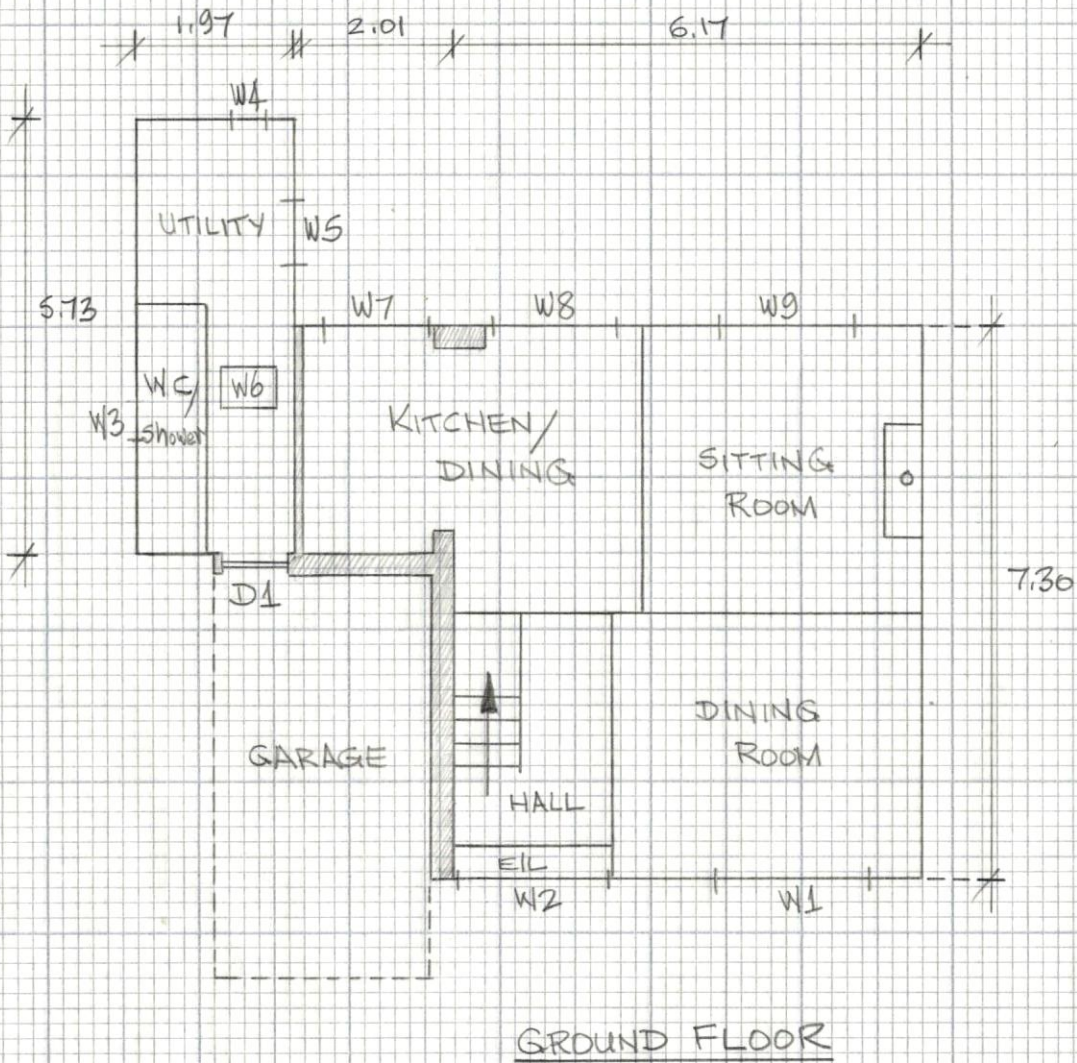 1.97 2.01 6.17
W4
UTILITY W5
5.73 W7 W8 W9
WC/ W6
W3 Shower
KITCHEN/
DINING
SITTING
ROOM
D1
7.30
DINING
ROOM
GARAGE
HALL
EIL
W2 W1
GROUND FLOOR